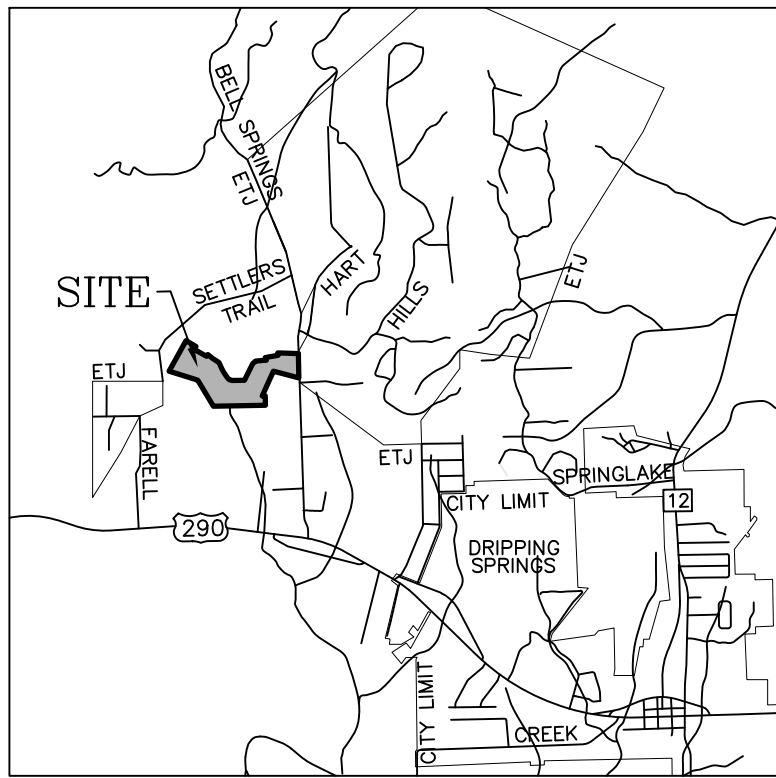 BELL SPRINGS
ETJ
SETTLERS
TRAIL
HART
HILLS
ETJ
SITE
ETJ
FARELL
ETJ
SPRINGLAKE
CITY LIMIT
12
290
DRIPPING
SPRINGS
CITY LIMIT
CREEK